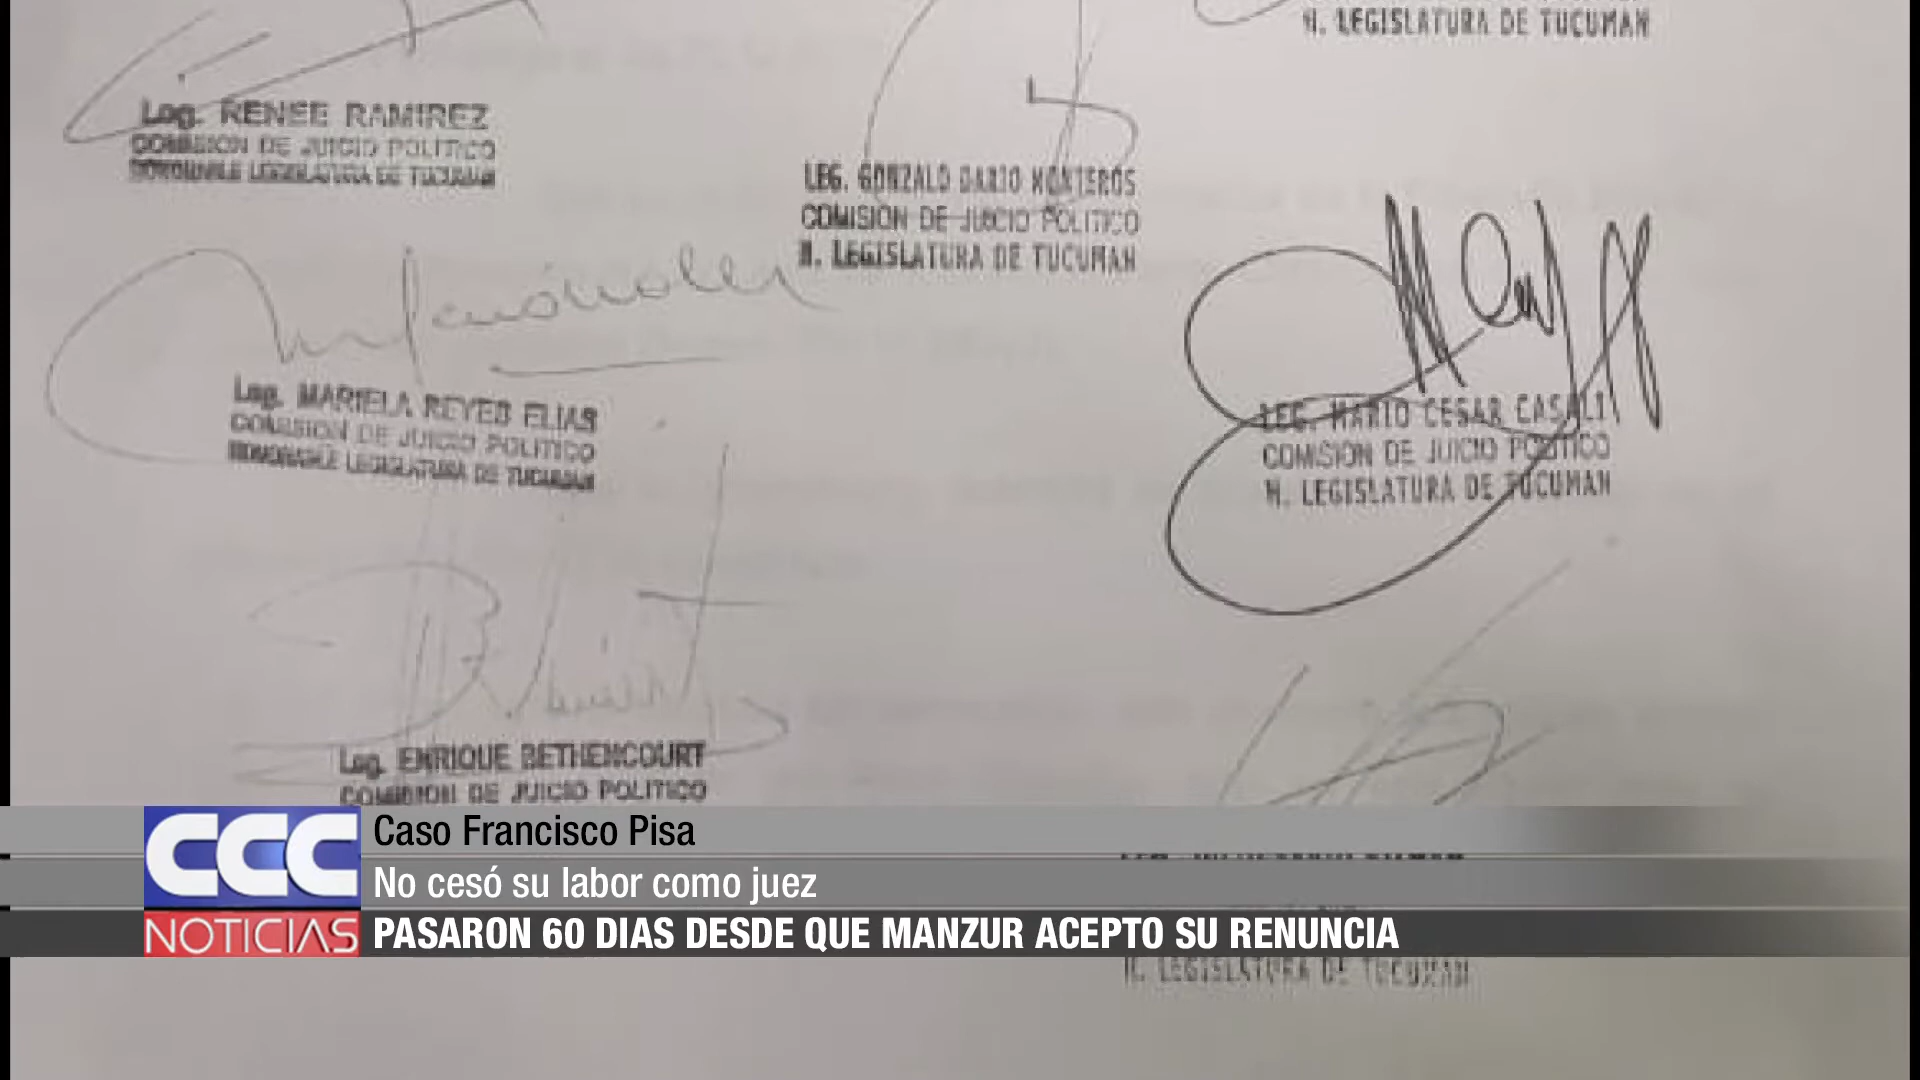 H. LEGISLATURA DE TUCUMAN
Leg. RENEE RAMIREZ
COMISION DE JUICIO POLITICO
HONORABLE LEGISLATURA DE TUCUMAN
LEG. GONZALO DARIO MONTEROS
COMISION DE JUICIO POLITICO
H. LEGISLATURA DE TUCUMAN
Leg. MARIELA REYES ELIAS
COMISION DE JUICIO POLITICO
HONORABLE LEGISLATURA DE TUCUMAN
LEG. MARIO CESAR CASALI
COMISION DE JUICIO POLITICO
H. LEGISLATURA DE TUCUMAN
Leg. ENRIQUE BETHENCOURT
COMISION DE JUICIO POLITICO
CCC
NOTICIAS
Caso Francisco Pisa
No cesó su labor como juez
PASARON 60 DIAS DESDE QUE MANZUR ACEPTO SU RENUNCIA
H. LEGISLATURA DE TUCUMAN